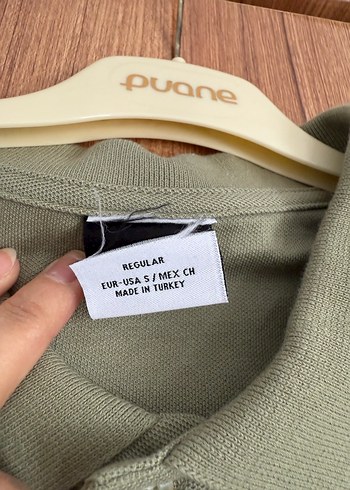 puane
REGULAR
EUR-USA S / MEX CH
MADE IN TURKEY